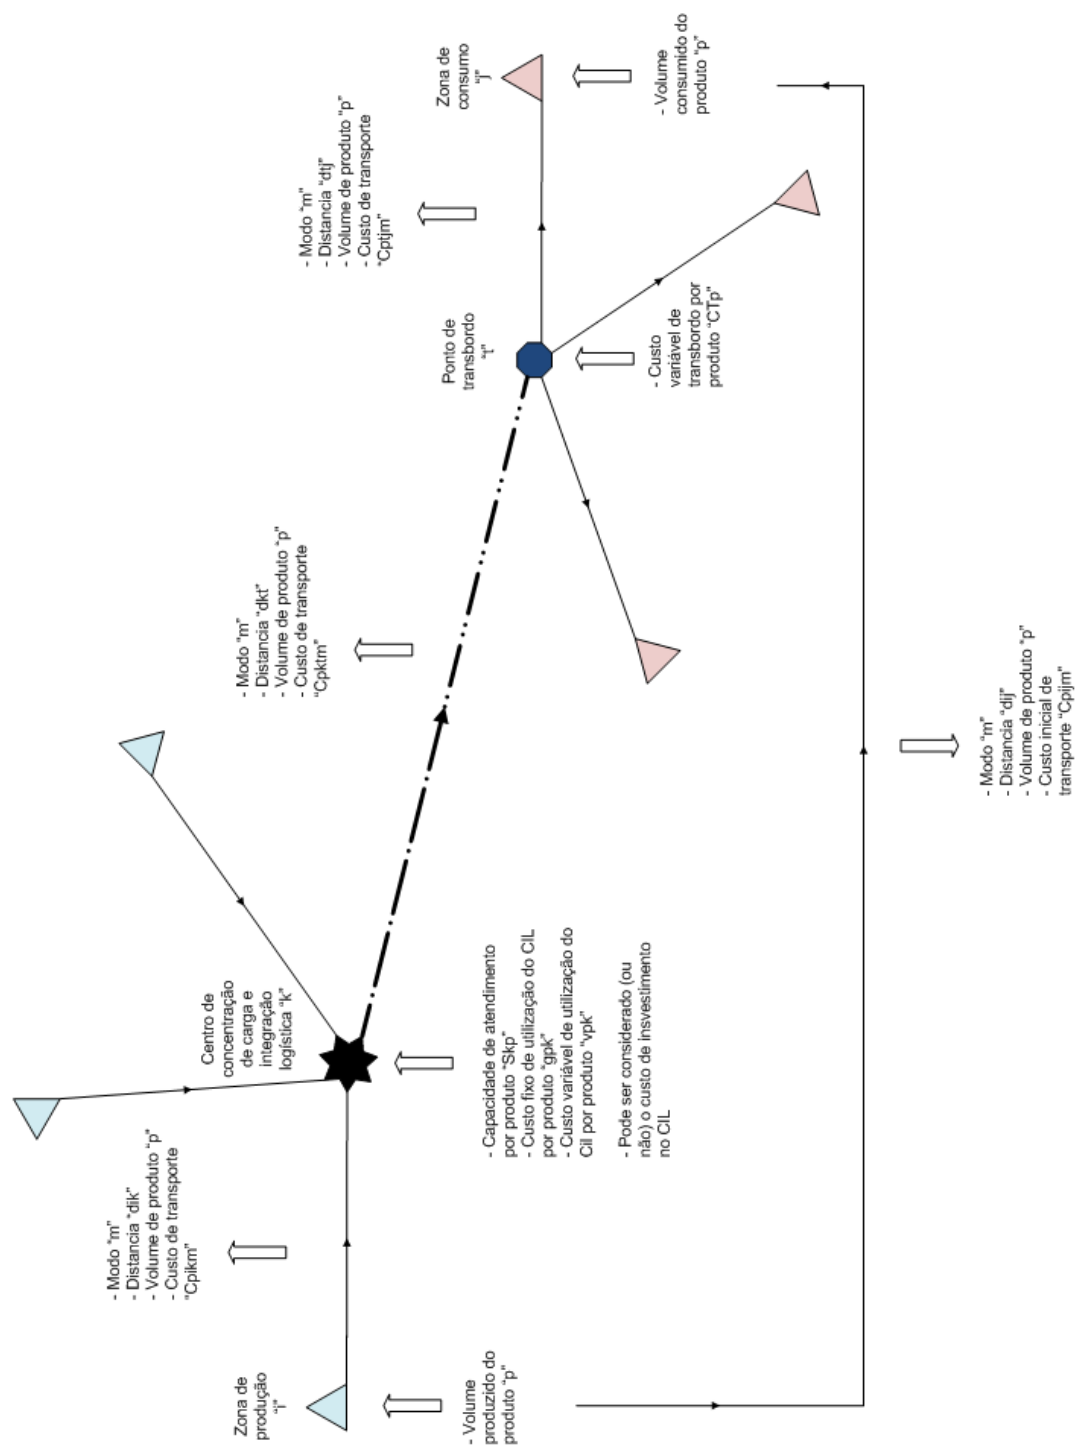 Zona de
produção
“i”
- Volume
produzido do
produto “p”
- Modo “m”
- Distancia “dik”
- Volume de produto “p”
- Custo de transporte
“Cpikm”
Centro de
concentração
de carga e
integração
logística “k”
- Capacidade de atendimento
por produto “Skp”
- Custo fixo de utilização do CIL
por produto “gpk”
- Custo variável de utilização do
Cil por produto “vpk”
- Pode ser considerado (ou
não) o custo de insvestimento
no CIL
- Modo “m”
- Distancia “dkt”
- Volume de produto “p”
- Custo de transporte
“Cpktm”
Ponto de
transbordo
“t”
- Custo
variável de
transbordo por
produto “CTp”
- Modo “m”
- Distancia “dtj”
- Volume de produto “p”
- Custo de transporte
“Cptjm”
Zona de
consumo
“j”
- Volume
consumido do
produto “p”
- Modo “m”
- Distancia “dij”
- Volume de produto “p”
- Custo inicial de
transporte “Cpijm”